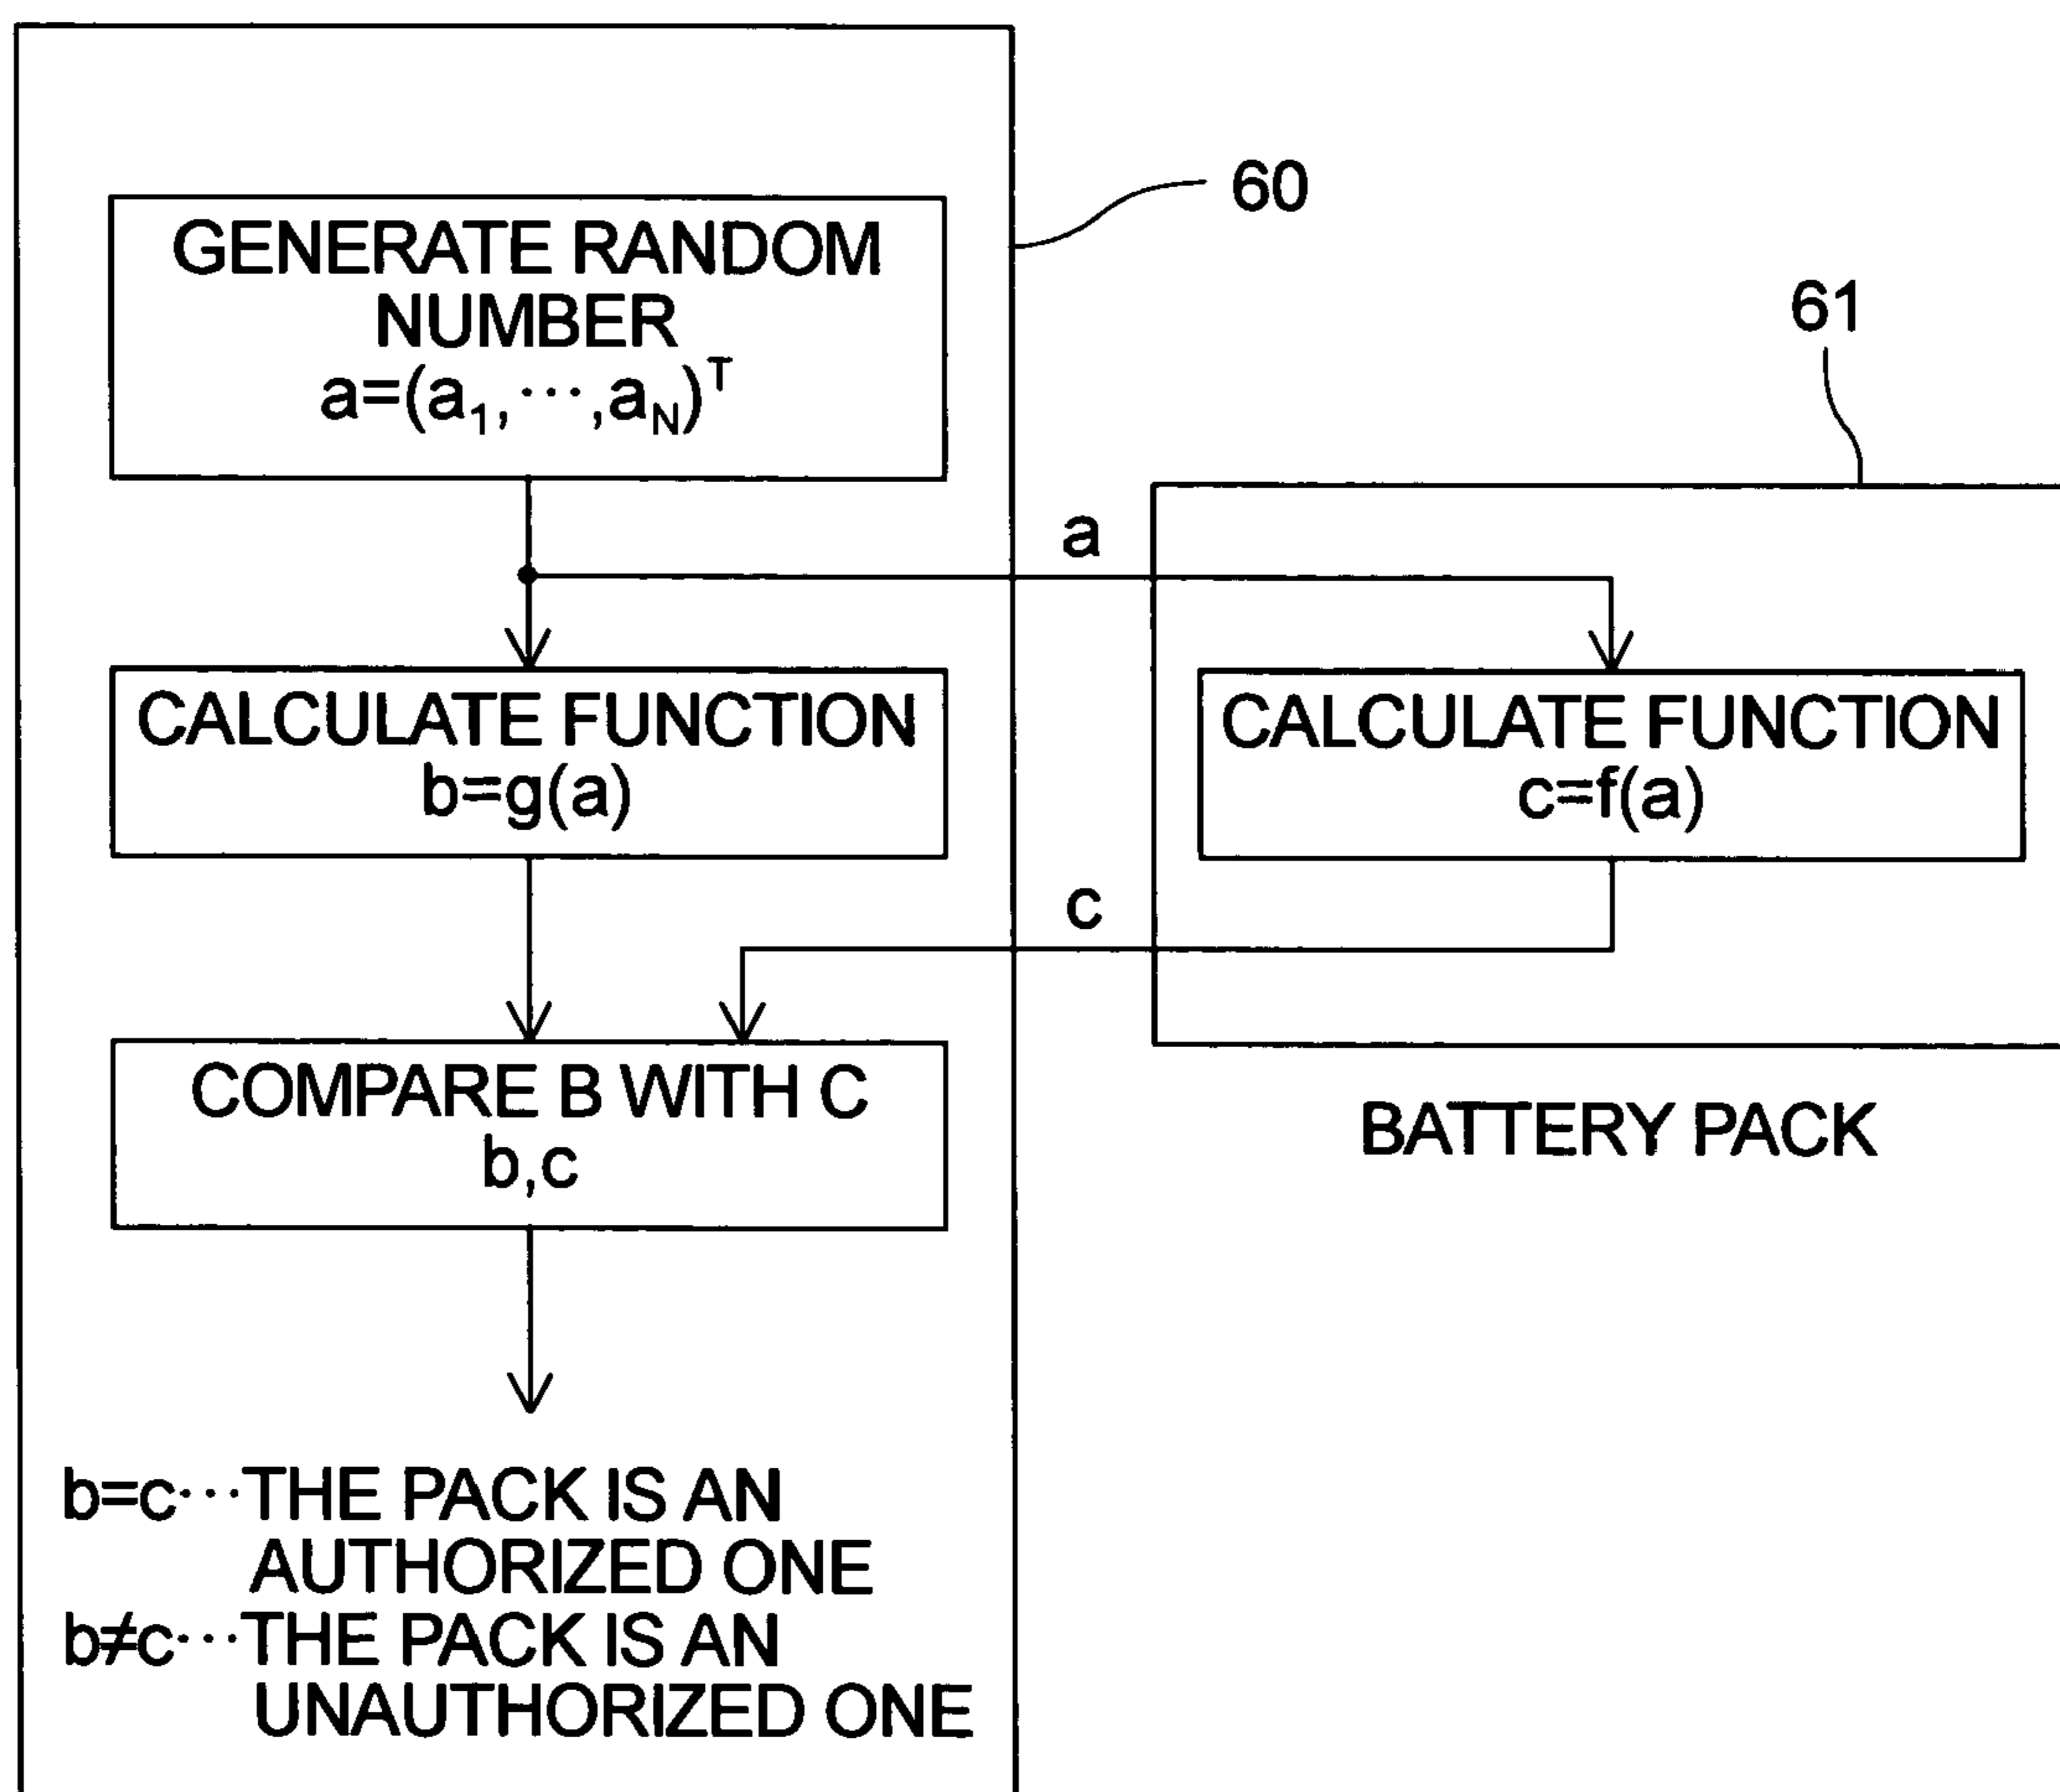 GENERATE RANDOM
NUMBER
a=(a₁,⋯,a_N)ᵀ
60
61
a
CALCULATE FUNCTION
b=g(a)
CALCULATE FUNCTION
c=f(a)
c
COMPARE B WITH C
b,c
BATTERY PACK
b=c⋯THE PACK IS AN
AUTHORIZED ONE
b≠c⋯THE PACK IS AN
UNAUTHORIZED ONE